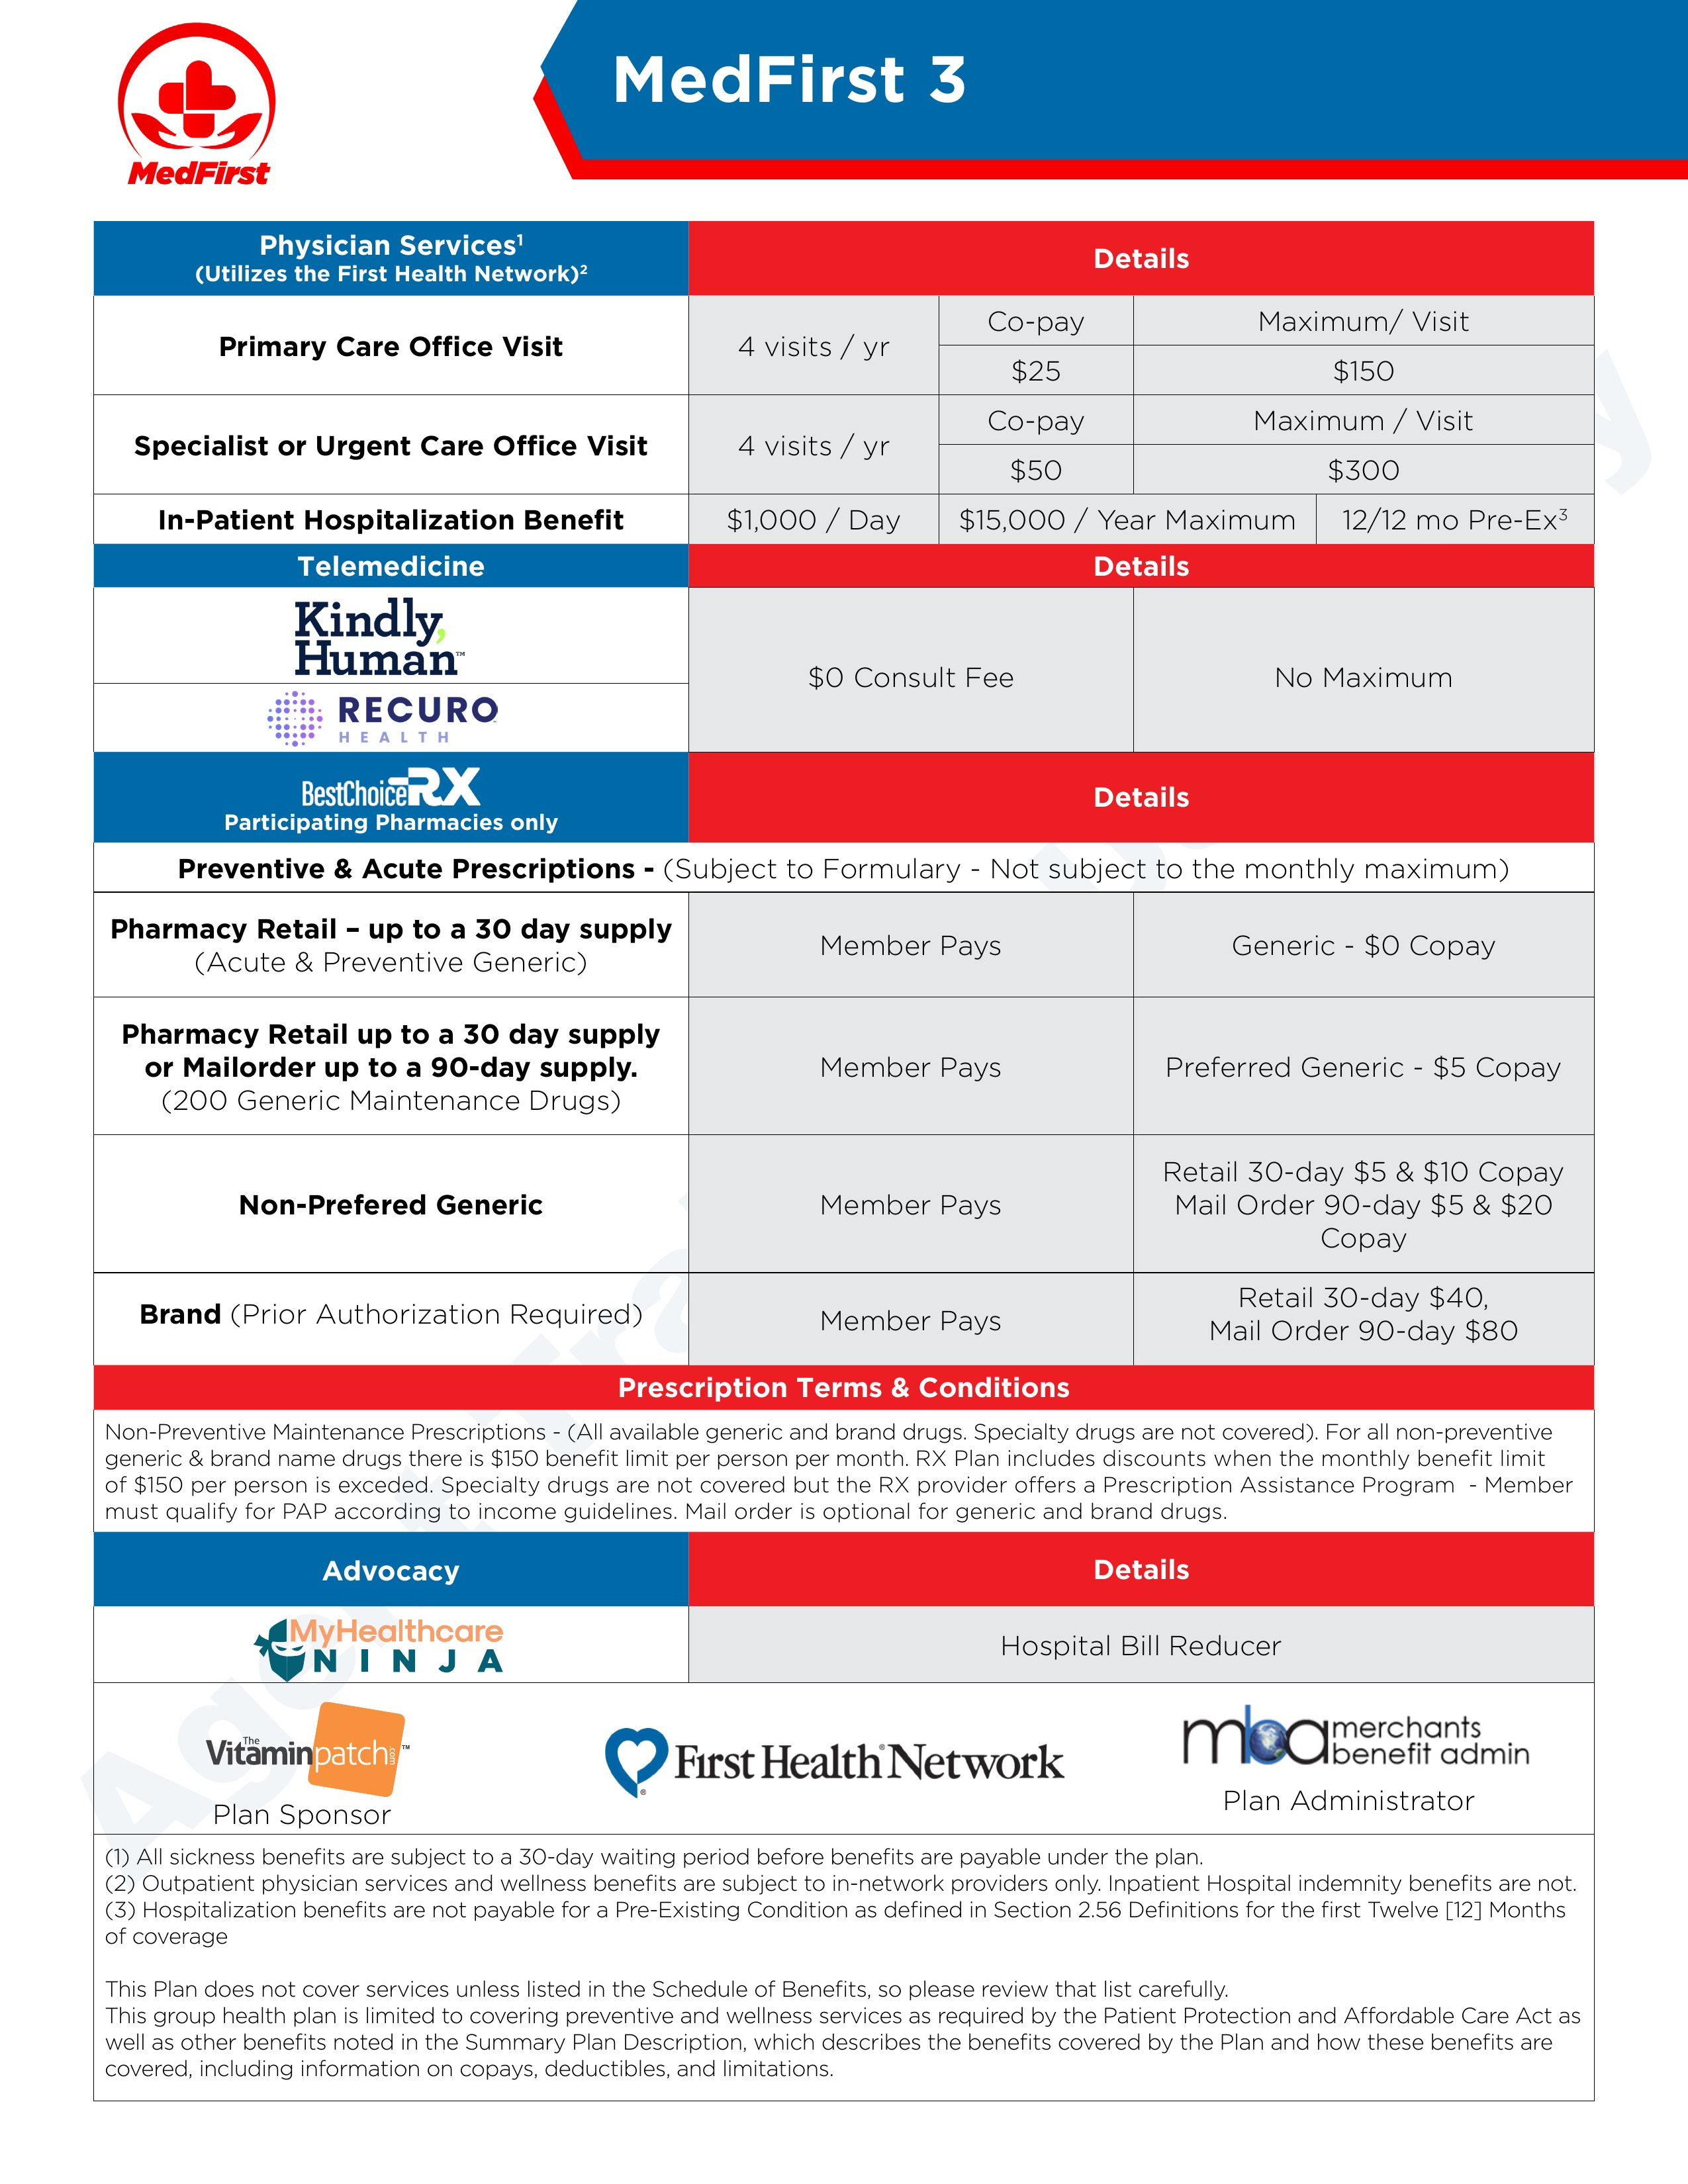 MedFirst
MedFirst 3
Physician Services1
(Utilizes the First Health Network)2
Details
Primary Care Office Visit
4 visits / yr
Co-pay
Maximum/ Visit
$25
$150
Specialist or Urgent Care Office Visit
4 visits / yr
Co-pay
Maximum / Visit
$50
$300
In-Patient Hospitalization Benefit
$1,000 / Day
$15,000 / Year Maximum
12/12 mo Pre-Ex3
Telemedicine
Details
Kindly,
Human™
RECURO
HEALTH
$0 Consult Fee
No Maximum
BestChoiceRX
Participating Pharmacies only
Details
Preventive & Acute Prescriptions - (Subject to Formulary - Not subject to the monthly maximum)
Pharmacy Retail – up to a 30 day supply
(Acute & Preventive Generic)
Member Pays
Generic - $0 Copay
Pharmacy Retail up to a 30 day supply
or Mailorder up to a 90-day supply.
(200 Generic Maintenance Drugs)
Member Pays
Preferred Generic - $5 Copay
Non-Prefered Generic
Member Pays
Retail 30-day $5 & $10 Copay
Mail Order 90-day $5 & $20
Copay
Brand (Prior Authorization Required)
Member Pays
Retail 30-day $40,
Mail Order 90-day $80
Prescription Terms & Conditions
Non-Preventive Maintenance Prescriptions - (All available generic and brand drugs. Specialty drugs are not covered). For all non-preventive
generic & brand name drugs there is $150 benefit limit per person per month. RX Plan includes discounts when the monthly benefit limit
of $150 per person is exceeded. Specialty drugs are not covered but the RX provider offers a Prescription Assistance Program - Member
must qualify for PAP according to income guidelines. Mail order is optional for generic and brand drugs.
Advocacy
Details
MyHealthcare
NINJA
Hospital Bill Reducer
The
Vitaminpatch.com™
Plan Sponsor
First Health® Network
®
mba merchants
benefit admin
Plan Administrator
(1) All sickness benefits are subject to a 30-day waiting period before benefits are payable under the plan.
(2) Outpatient physician services and wellness benefits are subject to in-network providers only. Inpatient Hospital indemnity benefits are not.
(3) Hospitalization benefits are not payable for a Pre-Existing Condition as defined in Section 2.56 Definitions for the first Twelve [12] Months
of coverage
This Plan does not cover services unless listed in the Schedule of Benefits, so please review that list carefully.
This group health plan is limited to covering preventive and wellness services as required by the Patient Protection and Affordable Care Act as
well as other benefits noted in the Summary Plan Description, which describes the benefits covered by the Plan and how these benefits are
covered, including information on copays, deductibles, and limitations.